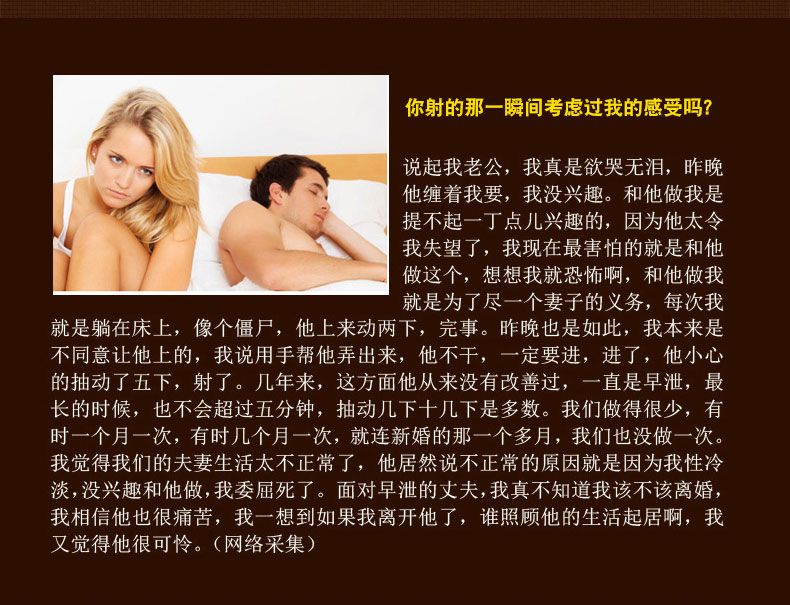 你射的那一瞬间考虑过我的感受吗?
说起我老公，我真是欲哭无泪，昨晚
他缠着我要，我没兴趣。和他做我是
提不起一丁点儿兴趣的，因为他太令
我失望了，我现在最害怕的就是和他
做这个，想想我就恐怖啊，和他做我
就是为了尽一个妻子的义务，每次我
就是躺在床上，像个僵尸，他上来动两下，完事。昨晚也是如此，我本来是
不同意让他上的，我说用手帮他弄出来，他不干，一定要进，进了，他小心
的抽动了五下，射了。几年来，这方面他从来没有改善过，一直是早泄，最
长的时候，也不会超过五分钟，抽动几下十几下是多数。我们做得很少，有
时一个月一次，有时几个月一次，就连新婚的那一个多月，我们也没做一次。
我觉得我们的夫妻生活太不正常了，他居然说不正常的原因就是因为我性冷
淡，没兴趣和他做，我委屈死了。面对早泄的丈夫，我真不知道我该不该离婚，
我相信他也很痛苦，我一想到如果我离开他了，谁照顾他的生活起居啊，我
又觉得他很可怜。（网络采集）